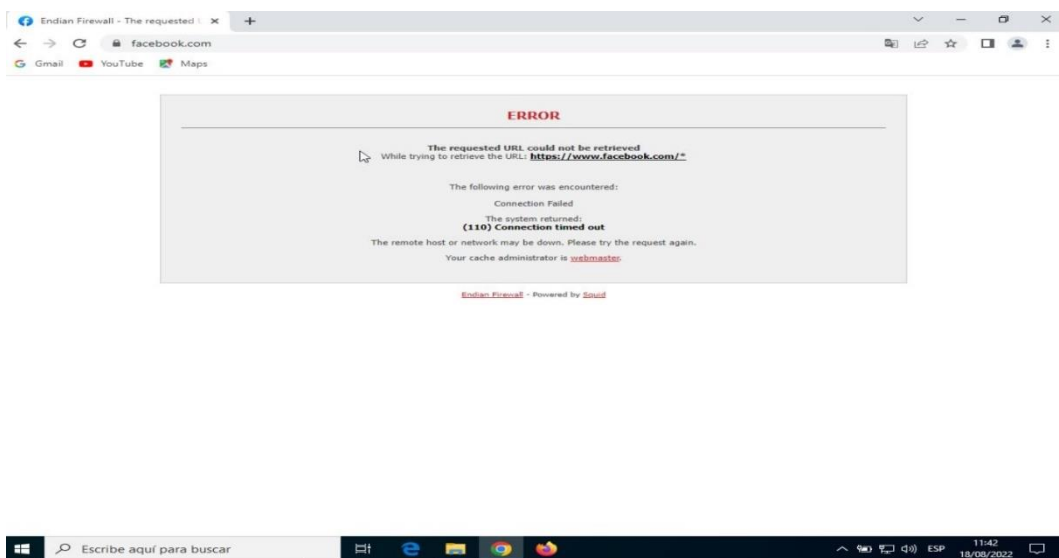 Endian Firewall - The requested
facebook.com
Gmail YouTube Maps
ERROR
The requested URL could not be retrieved
While trying to retrieve the URL: https://www.facebook.com/*
The following error was encountered:
Connection Failed
The system returned:
(110) Connection timed out
The remote host or network may be down. Please try the request again.
Your cache administrator is webmaster.
Endian Firewall - Powered by Squid
Escribe aquí para buscar
ESP
11:42
18/08/2022